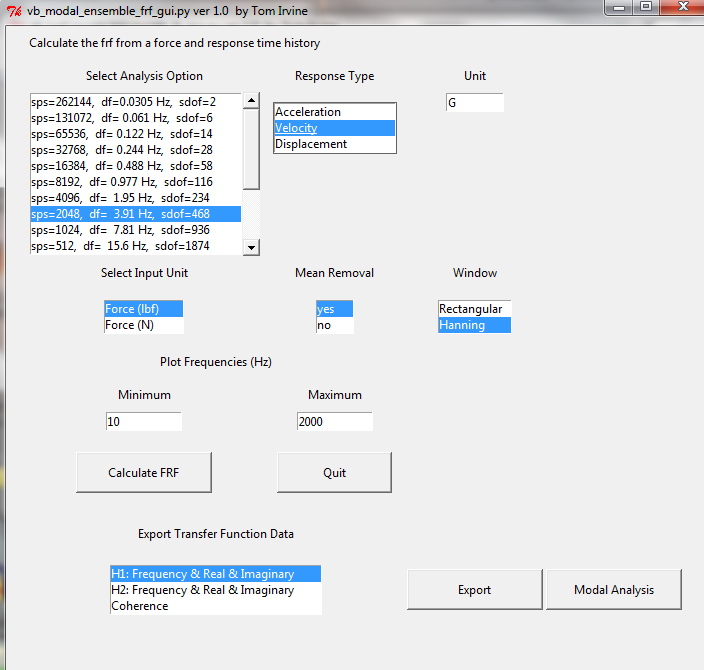 vb_modal_ensemble_frf_gui.py ver 1.0 by Tom Irvine
Calculate the frf from a force and response time history
Select Analysis Option
Response Type
Unit
sps=262144, df=0.0305 Hz, sdof=2
sps=131072, df= 0.061 Hz, sdof=6
sps=65536, df= 0.122 Hz, sdof=14
sps=32768, df= 0.244 Hz, sdof=28
sps=16384, df= 0.488 Hz, sdof=58
sps=8192, df= 0.977 Hz, sdof=116
sps=4096, df= 1.95 Hz, sdof=234
sps=2048, df= 3.91 Hz, sdof=468
sps=1024, df= 7.81 Hz, sdof=936
sps=512, df= 15.6 Hz, sdof=1874
Acceleration
Velocity
Displacement
G
Select Input Unit
Mean Removal
Window
Force (lbf)
Force (N)
yes
no
Rectangular
Hanning
Plot Frequencies (Hz)
Minimum
Maximum
10
2000
Calculate FRF
Quit
Export Transfer Function Data
H1: Frequency & Real & Imaginary
H2: Frequency & Real & Imaginary
Coherence
Export
Modal Analysis